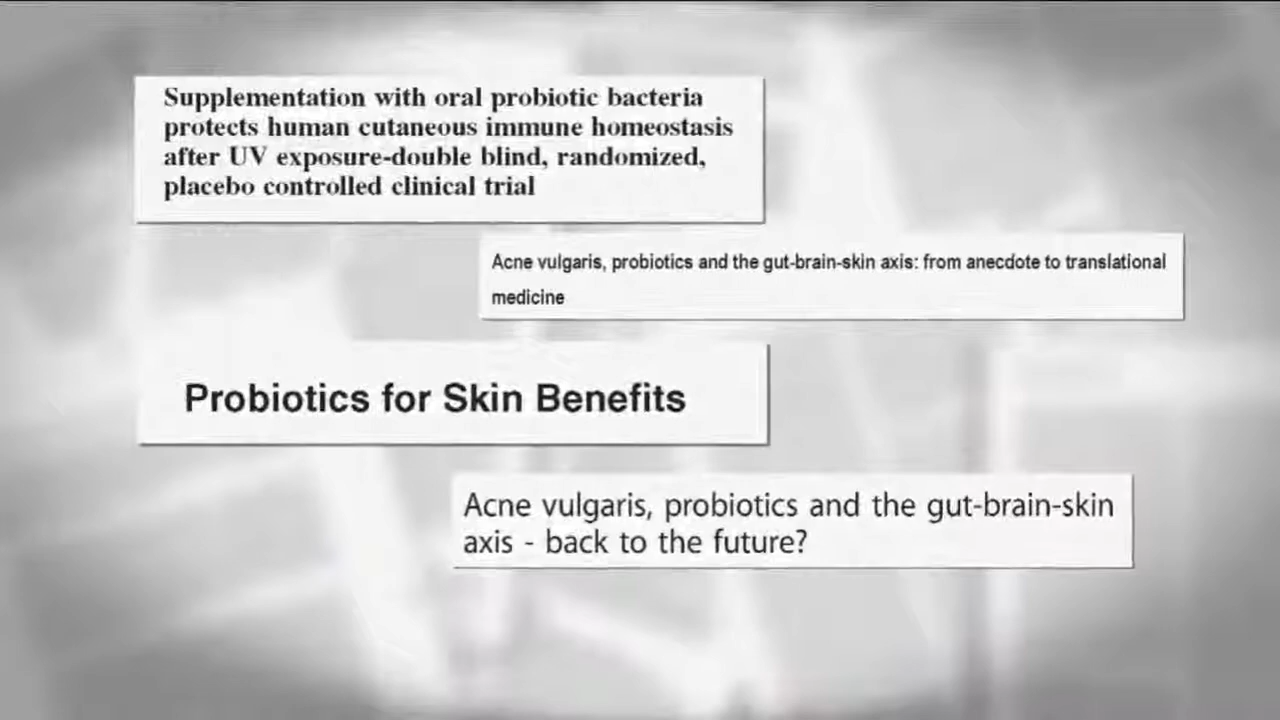 Supplementation with oral probiotic bacteria
protects human cutaneous immune homeostasis
after UV exposure-double blind, randomized,
placebo controlled clinical trial
Acne vulgaris, probiotics and the gut-brain-skin axis: from anecdote to translational
medicine
Probiotics for Skin Benefits
Acne vulgaris, probiotics and the gut-brain-skin
axis - back to the future?